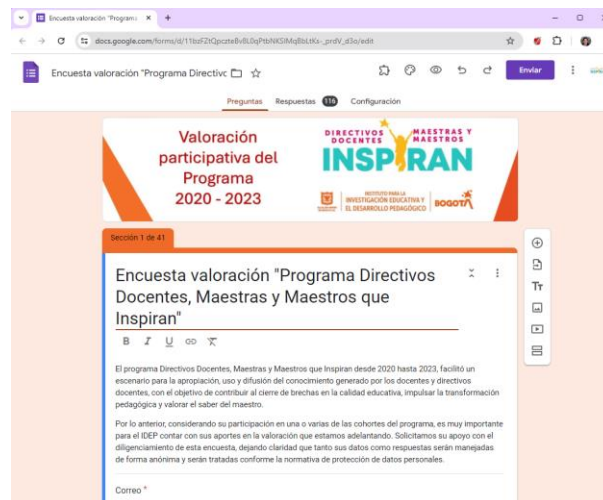 Encuesta valoración "Programa
docs.google.com/forms/d/
/edit
Encuesta valoración "Programa Directivc
Enviar
Preguntas Respuestas 116 Configuración
Valoración
participativa del
Programa
2020 - 2023
DIRECTIVOS DOCENTES
MAESTRAS Y MAESTROS
INSPIRAN
INSTITUTO PARA LA
INVESTIGACIÓN EDUCATIVA Y
EL DESARROLLO PEDAGÓGICO
BOGOTÁ
Sección 1 de 41
Encuesta valoración "Programa Directivos
Docentes, Maestras y Maestros que
Inspiran"
B I U
Tr
El programa Directivos Docentes, Maestras y Maestros que Inspiran desde 2020 hasta 2023, facilitó un
escenario para la apropiación, uso y difusión del conocimiento generado por los docentes y directivos
docentes, con el objetivo de contribuir al cierre de brechas en la calidad educativa, impulsar la transformación
pedagógica y valorar el saber del maestro.
Por lo anterior, considerando su participación en una o varias de las cohortes del programa, es muy importante
para el IDEP contar con sus aportes en la valoración que estamos adelantando. Solicitamos su apoyo con el
diligenciamiento de esta encuesta, dejando claridad que tanto sus datos como respuestas serán manejadas
de forma anónima y serán tratadas conforme la normativa de protección de datos personales.
Correo *